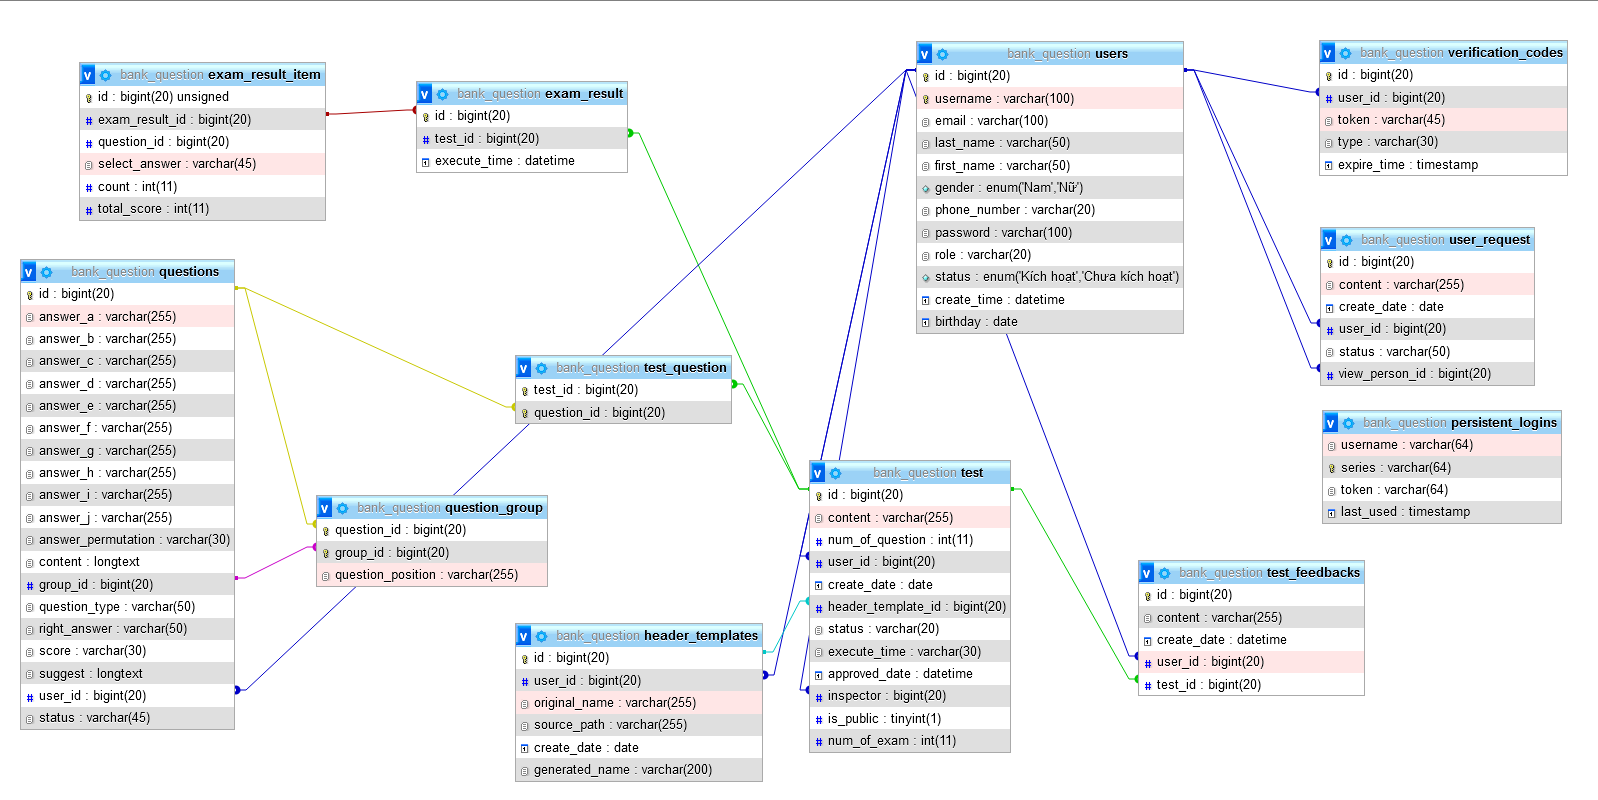 bank_question exam_result_item
id : bigint(20) unsigned
exam_result_id : bigint(20)
question_id : bigint(20)
select_answer : varchar(45)
count : int(11)
total_score : int(11)
bank_question exam_result
id : bigint(20)
test_id : bigint(20)
execute_time : datetime
bank_question users
id : bigint(20)
username : varchar(100)
email : varchar(100)
last_name : varchar(50)
first_name : varchar(50)
gender : enum('Nam','Nữ')
phone_number : varchar(20)
password : varchar(100)
role : varchar(20)
status : enum('Kích hoạt','Chưa kích hoạt')
create_time : datetime
birthday : date
bank_question verification_codes
id : bigint(20)
user_id : bigint(20)
token : varchar(45)
type : varchar(30)
expire_time : timestamp
bank_question user_request
id : bigint(20)
content : varchar(255)
create_date : date
user_id : bigint(20)
status : varchar(50)
view_person_id : bigint(20)
bank_question questions
id : bigint(20)
answer_a : varchar(255)
answer_b : varchar(255)
answer_c : varchar(255)
answer_d : varchar(255)
answer_e : varchar(255)
answer_f : varchar(255)
answer_g : varchar(255)
answer_h : varchar(255)
answer_i : varchar(255)
answer_j : varchar(255)
answer_permutation : varchar(30)
content : longtext
group_id : bigint(20)
question_type : varchar(50)
right_answer : varchar(50)
score : varchar(30)
suggest : longtext
user_id : bigint(20)
status : varchar(45)
bank_question test_question
test_id : bigint(20)
question_id : bigint(20)
bank_question persistent_logins
username : varchar(64)
series : varchar(64)
token : varchar(64)
last_used : timestamp
bank_question question_group
question_id : bigint(20)
group_id : bigint(20)
question_position : varchar(255)
bank_question test
id : bigint(20)
content : varchar(255)
num_of_question : int(11)
user_id : bigint(20)
create_date : date
header_template_id : bigint(20)
status : varchar(20)
execute_time : varchar(30)
approved_date : datetime
inspector : bigint(20)
is_public : tinyint(1)
num_of_exam : int(11)
bank_question header_templates
id : bigint(20)
user_id : bigint(20)
original_name : varchar(255)
source_path : varchar(255)
create_date : date
generated_name : varchar(200)
bank_question test_feedbacks
id : bigint(20)
content : varchar(255)
create_date : datetime
user_id : bigint(20)
test_id : bigint(20)